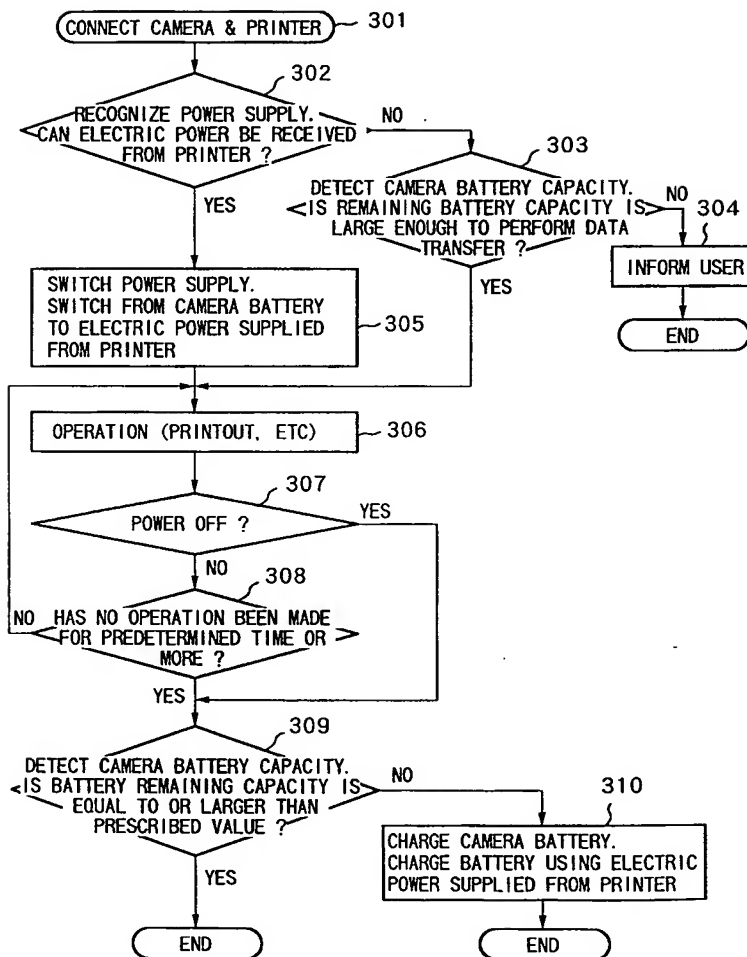 CONNECT CAMERA & PRINTER
301
302
RECOGNIZE POWER SUPPLY.
CAN ELECTRIC POWER BE RECEIVED
FROM PRINTER ?
NO
YES
303
DETECT CAMERA BATTERY CAPACITY.
IS REMAINING BATTERY CAPACITY IS
LARGE ENOUGH TO PERFORM DATA
TRANSFER ?
NO
YES
304
INFORM USER
END
SWITCH POWER SUPPLY.
SWITCH FROM CAMERA BATTERY
TO ELECTRIC POWER SUPPLIED
FROM PRINTER
305
OPERATION (PRINTOUT, ETC)
306
307
POWER OFF ?
YES
NO
308
NO
HAS NO OPERATION BEEN MADE
FOR PREDETERMINED TIME OR
MORE ?
YES
309
DETECT CAMERA BATTERY CAPACITY.
IS BATTERY REMAINING CAPACITY IS
EQUAL TO OR LARGER THAN
PRESCRIBED VALUE ?
NO
YES
310
CHARGE CAMERA BATTERY.
CHARGE BATTERY USING ELECTRIC
POWER SUPPLIED FROM PRINTER
END
END